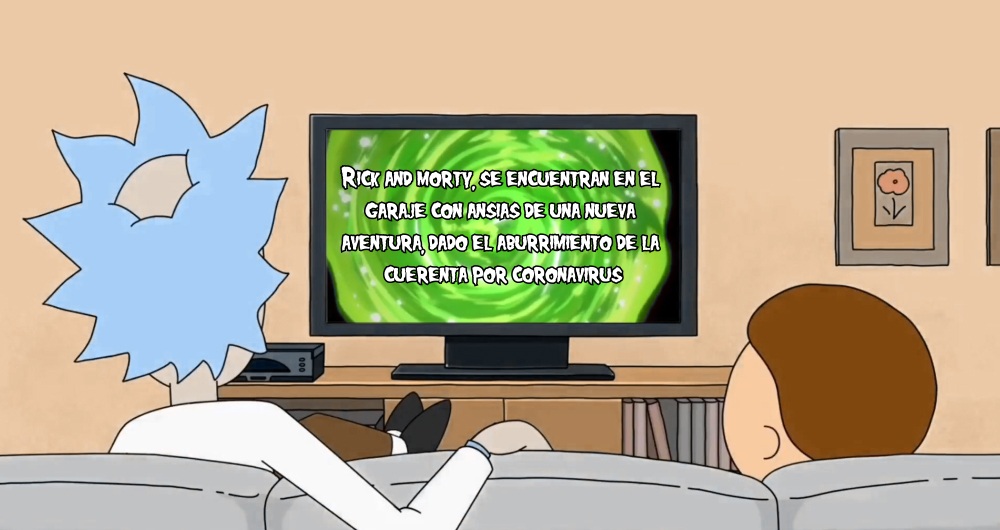 Rick and morty, se encuentran en el
garaje con ansias de una nueva
aventura, dado el aburrimiento de la
cuerenta por coronavirus